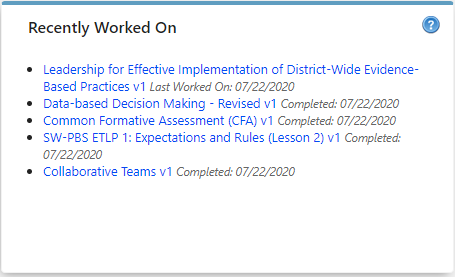 Recently Worked On
?
Leadership for Effective Implementation of District-Wide Evidence-
Based Practices v1 Last Worked On: 07/22/2020
Data-based Decision Making - Revised v1 Completed: 07/22/2020
Common Formative Assessment (CFA) v1 Completed: 07/22/2020
SW-PBS ETLP 1: Expectations and Rules (Lesson 2) v1 Completed:
07/22/2020
Collaborative Teams v1 Completed: 07/22/2020